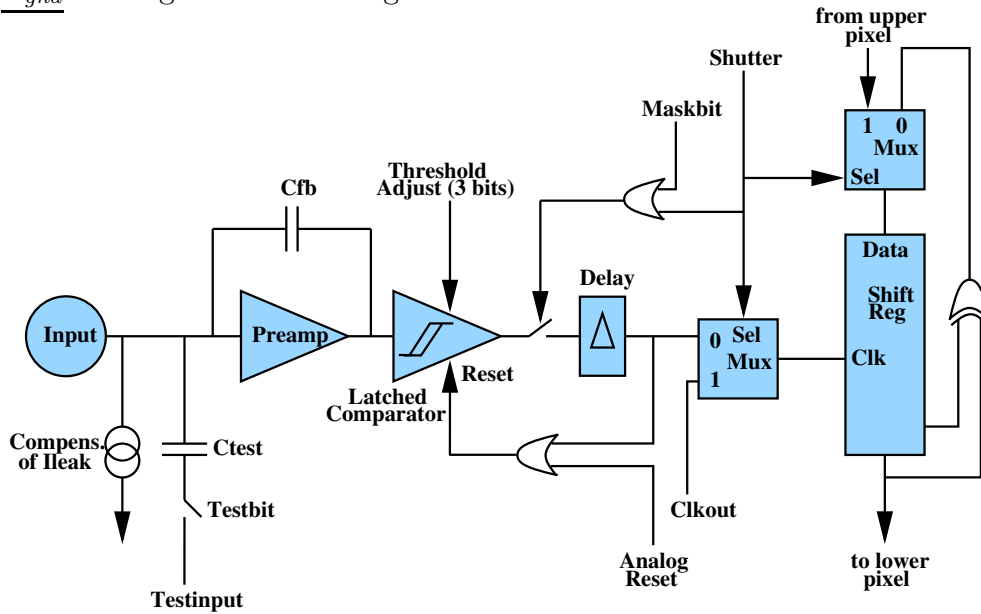 gnd
from upper
pixel
Shutter
Maskbit
1 0
Mux
Sel
Threshold
Adjust (3 bits)
Cfb
Data
Shift
Reg
Delay
Input
Preamp
0 Sel
Mux
1
Clk
Reset
Latched
Comparator
Compens.
of Ileak
Ctest
Testbit
Clkout
Analog
Reset
to lower
pixel
Testinput